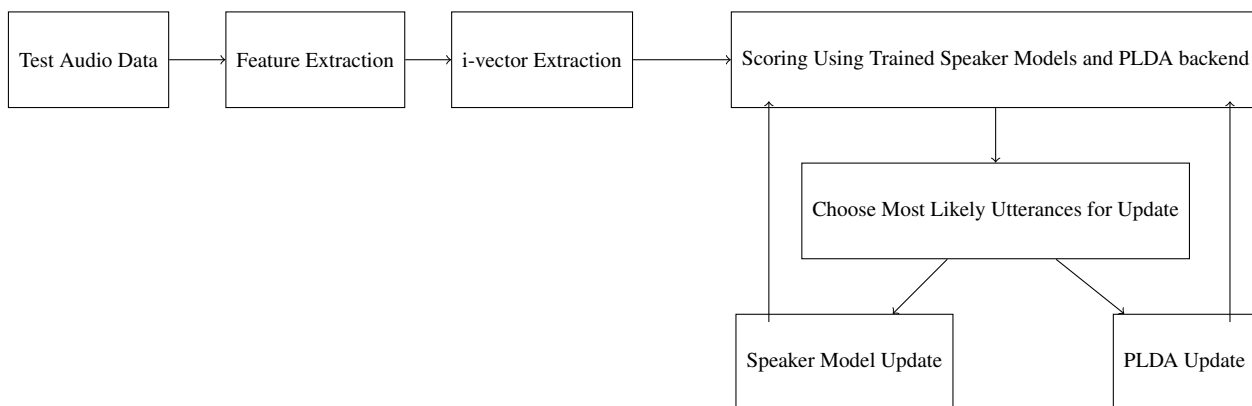 Test Audio Data
Feature Extraction
i-vector Extraction
Scoring Using Trained Speaker Models and PLDA backend
Choose Most Likely Utterances for Update
Speaker Model Update
PLDA Update